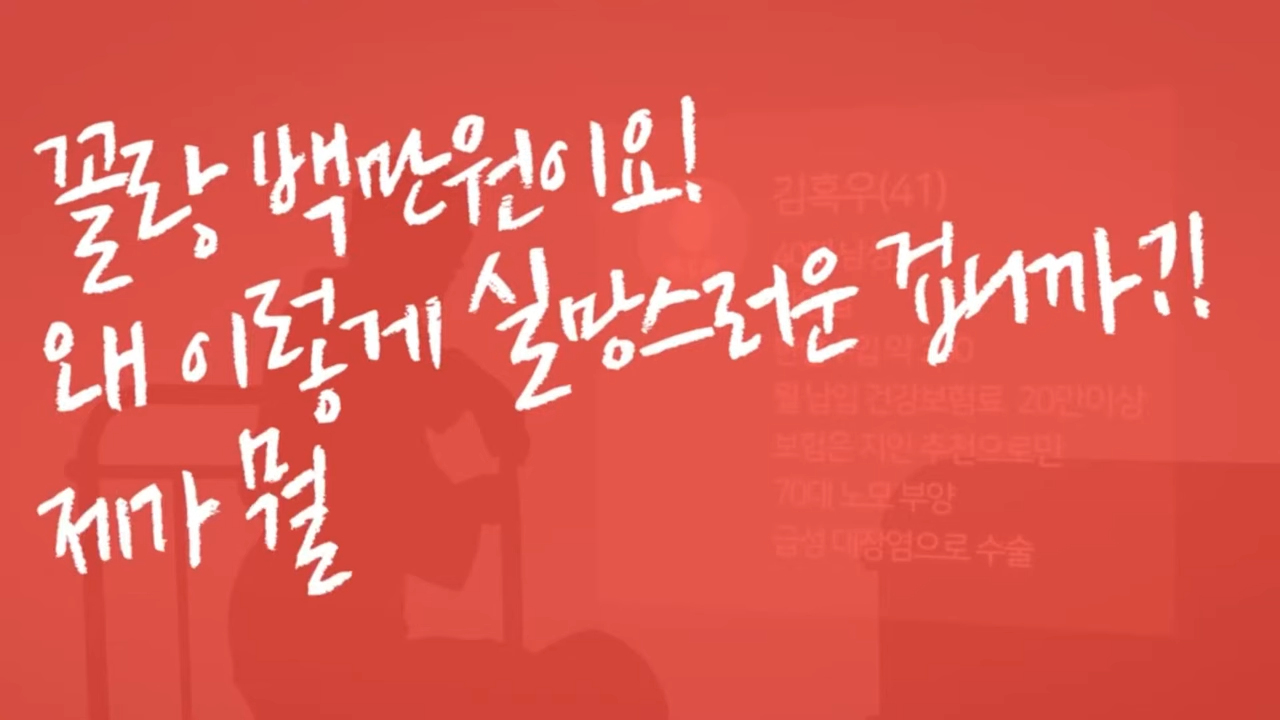 꼴랑 백만원이요!
왜 이렇게 실망스러운 겁니까?!
제가 뭘
김흑우(41)
월 납입 건강보험료 20만 이상
보험은 지인 추천으로만
70대 노모 부양
급성 대장염으로 수술